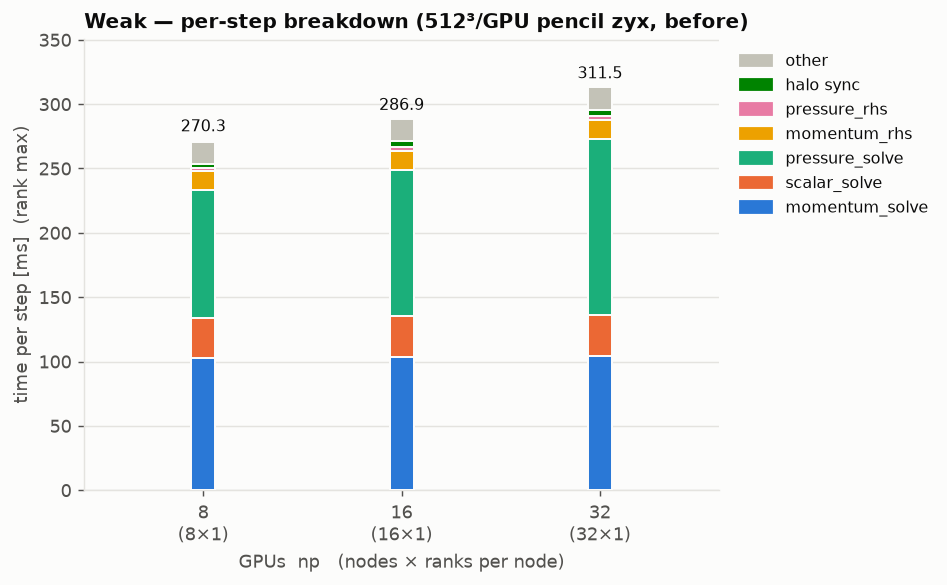 Weak — per-step breakdown (512³/GPU pencil zyx, before)
time per step [ms]  (rank max)
350
300
250
200
150
100
50
0
270.3
286.9
311.5
8
(8×1)
16
(16×1)
32
(32×1)
GPUs  np   (nodes × ranks per node)
other
halo sync
pressure_rhs
momentum_rhs
pressure_solve
scalar_solve
momentum_solve